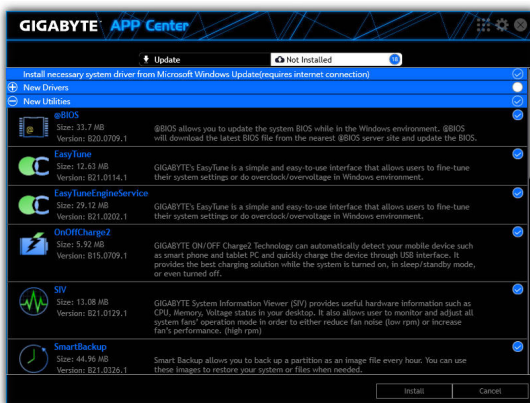 GIGABYTE™ APP Center
Update Not Installed 18
Install necessary system driver from Microsoft Windows Update(requires internet connection)
New Drivers
New Utilities
@BIOS
Size: 33.7 MB
Version: B20.0709.1
@BIOS allows you to update the system BIOS while in the Windows environment. @BIOS
will download the latest BIOS file from the nearest @BIOS server site and update the BIOS.
EasyTune
Size: 12.63 MB
Version: B21.0114.1
GIGABYTE's EasyTune is a simple and easy-to-use interface that allows users to fine-tune
their system settings or do overclock/overvoltage in Windows environment.
EasyTuneEngineService
Size: 29.12 MB
Version: B21.0202.1
GIGABYTE's EasyTune is a simple and easy-to-use interface that allows users to fine-tune
their system settings or do overclock/overvoltage in Windows environment.
OnOffCharge2
Size: 5.92 MB
Version: B15.0709.1
GIGABYTE ON/OFF Charge2 Technology can automatically detect your mobile device such
as smart phone and tablet PC and quickly charge the device through USB interface. It
provides the best charging solution while the system is turned on, in sleep/standby mode,
or even turned off.
SIV
Size: 13.08 MB
Version: B21.0129.1
GIGABYTE System Information Viewer (SIV) provides useful hardware information such as
CPU, Memory, Voltage status in your desktop. It also allows user to monitor and adjust all
system fans' operation mode in order to either reduce fan noise (low rpm) or increase
fan's performance. (high rpm)
SmartBackup
Size: 44.96 MB
Version: B21.0326.1
Smart Backup allows you to back up a partition as an image file every hour. You can use
these images to restore your system or files when needed.
Install Cancel